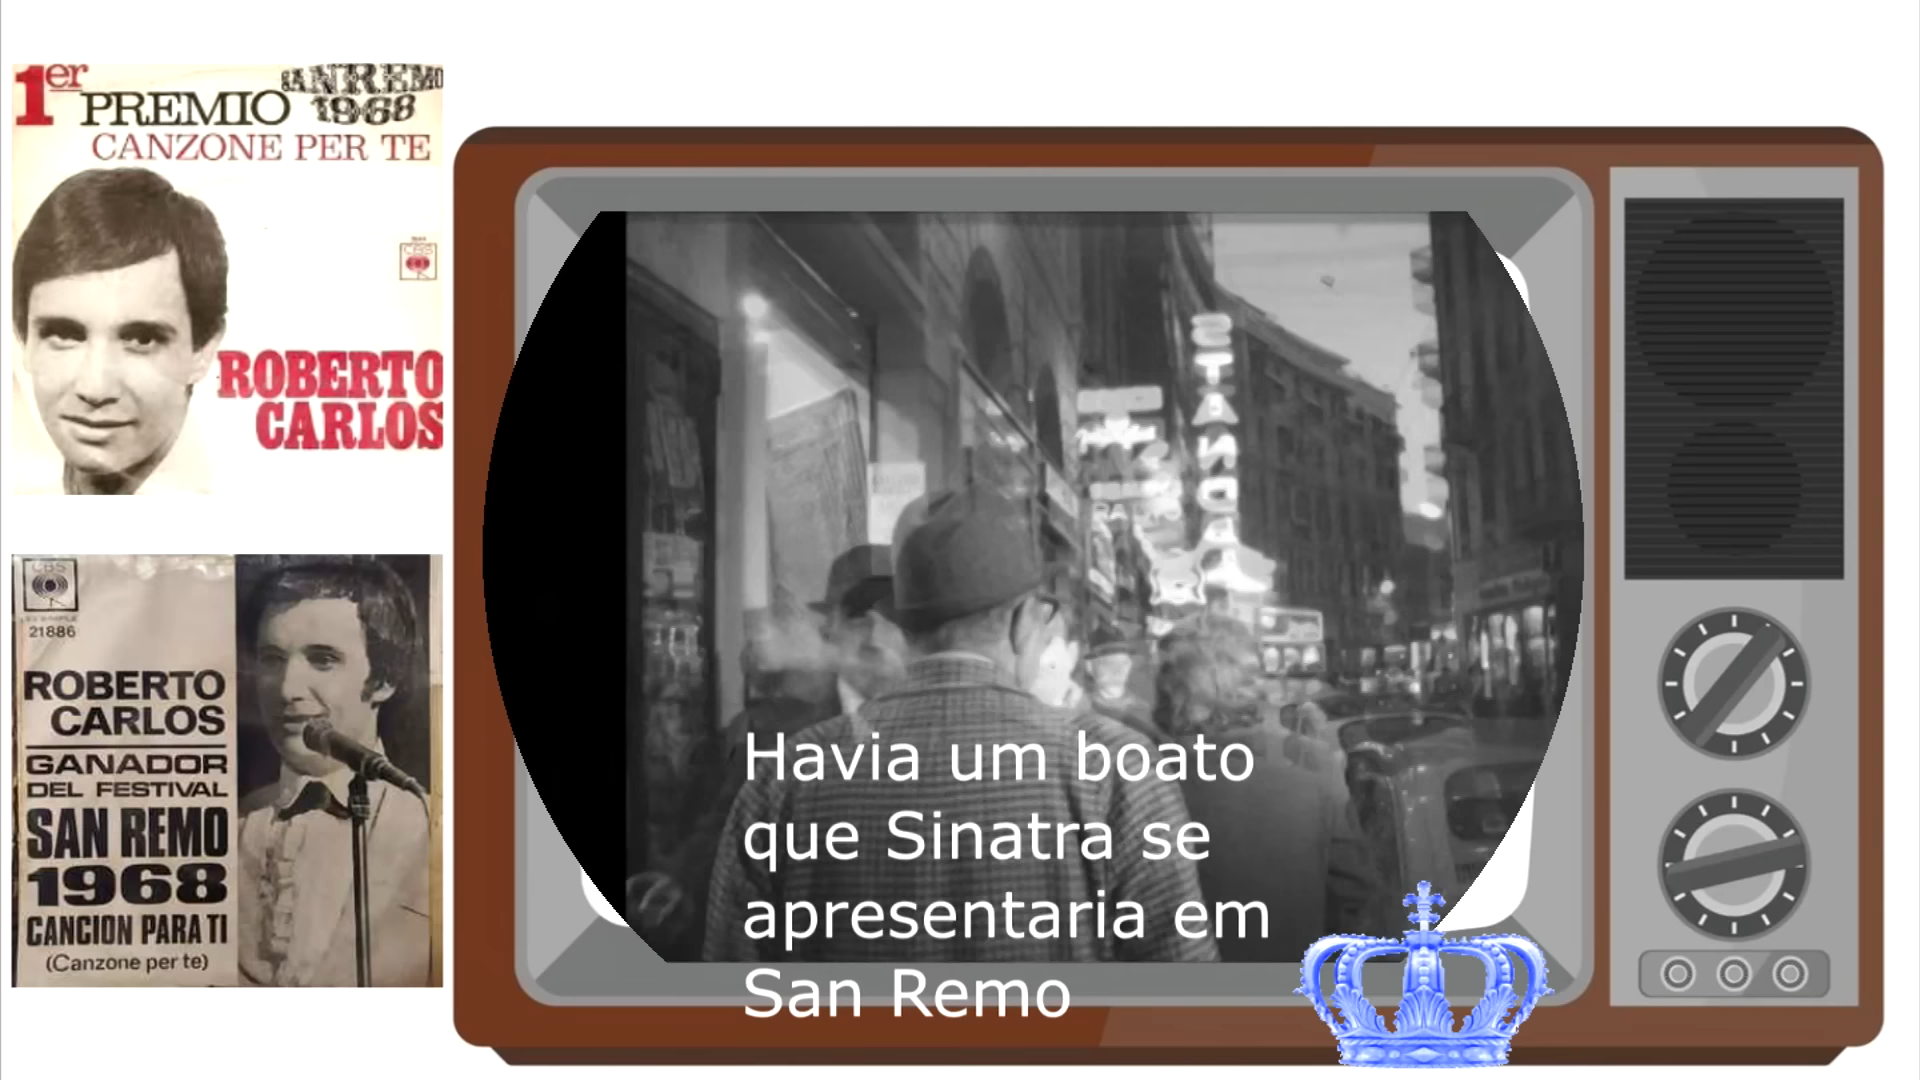 1er
PREMIO
SANREMO
1968
CANZONE PER TE
CBS
ROBERTO
CARLOS
CBS
21886
ROBERTO
CARLOS
GANADOR
DEL FESTIVAL
SAN REMO
1968
CANCION PARA TI
(Canzone per te)
STANDA
Havia um boato
que Sinatra se
apresentaria em
San Remo